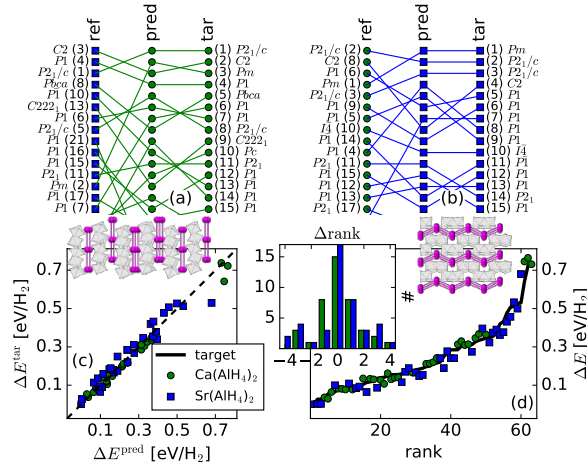 ref pred tar
C2 (3) (1) P2₁/c
P1 (4) (2) C2
P2₁/c (1) (3) Pm
Pbca (8) (4) P1
P1 (10) (5) Pbca
C222₁ (13) (6) P1
P1 (6) (7) P1
P2₁/c (5) (8) P2₁/c
P1 (21) (9) C222₁
P1 (16) (10) Pc
P1 (15) (11) P2₁
P2₁ (11) (12) P1
Pm (2) (13) P1
P1 (17) (14) P1
P1 (7) (15) P1
(a)
ref pred tar
P2₁/c (2) (1) Pm
C2 (8) (2) P2₁/c
P1 (6) (3) P2₁/c
Pm (1) (4) C2
P2₁/c (3) (5) P1
P1 (9) (6) P1
P1 (5) (7) P1
I4̄ (10) (8) P1
P1 (14) (9) P1
P1 (4) (10) I4̄
P2₁ (11) (11) P2₁
P1 (15) (12) P1
P1 (12) (13) P1
P1 (13) (14) P1
P2₁ (17) (15) P1
(b)
ΔE^tar [eV/H₂]
0.7
0.5
0.3
0.1
(c)
target
Ca(AlH₄)₂
Sr(AlH₄)₂
0.1 0.3 0.5 0.7
ΔE^pred [eV/H₂]
Δrank
15
10
5
0
−4 −2 0 2 4
#
0.7
0.5
0.3
0.1
ΔE [eV/H₂]
(d)
20 40 60
rank